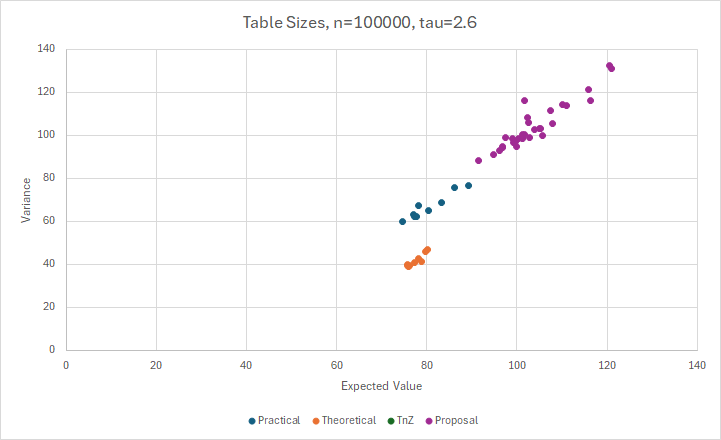 Table Sizes, n=100000, tau=2.6
140
120
100
80
60
40
20
0
Variance
0 20 40 60 80 100 120 140
Expected Value
Practical Theoretical TnZ Proposal